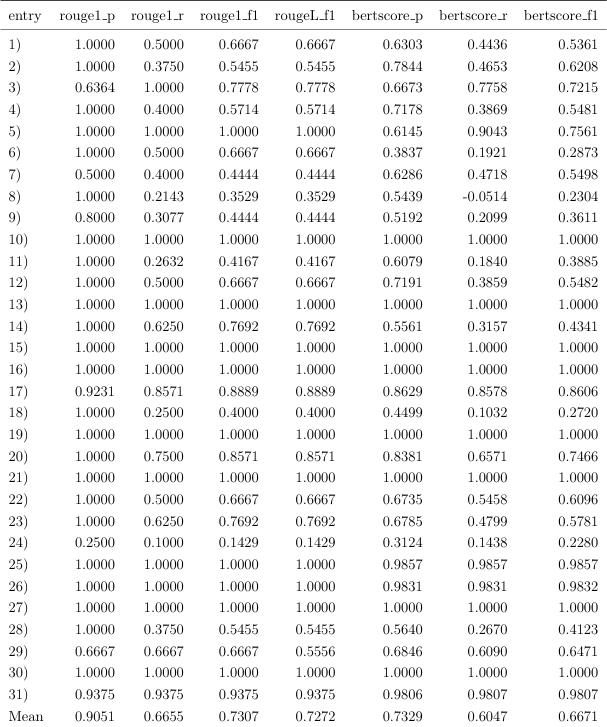 entry rouge1_p rouge1_r rouge1_f1 rougeL_f1 bertscore_p bertscore_r bertscore_f1
1) 1.0000 0.5000 0.6667 0.6667 0.6303 0.4436 0.5361
2) 1.0000 0.3750 0.5455 0.5455 0.7844 0.4653 0.6208
3) 0.6364 1.0000 0.7778 0.7778 0.6673 0.7758 0.7215
4) 1.0000 0.4000 0.5714 0.5714 0.7178 0.3869 0.5481
5) 1.0000 1.0000 1.0000 1.0000 0.6145 0.9043 0.7561
6) 1.0000 0.5000 0.6667 0.6667 0.3837 0.1921 0.2873
7) 0.5000 0.4000 0.4444 0.4444 0.6286 0.4718 0.5498
8) 1.0000 0.2143 0.3529 0.3529 0.5439 -0.0514 0.2304
9) 0.8000 0.3077 0.4444 0.4444 0.5192 0.2099 0.3611
10) 1.0000 1.0000 1.0000 1.0000 1.0000 1.0000 1.0000
11) 1.0000 0.2632 0.4167 0.4167 0.6079 0.1840 0.3885
12) 1.0000 0.5000 0.6667 0.6667 0.7191 0.3859 0.5482
13) 1.0000 1.0000 1.0000 1.0000 1.0000 1.0000 1.0000
14) 1.0000 0.6250 0.7692 0.7692 0.5561 0.3157 0.4341
15) 1.0000 1.0000 1.0000 1.0000 1.0000 1.0000 1.0000
16) 1.0000 1.0000 1.0000 1.0000 1.0000 1.0000 1.0000
17) 0.9231 0.8571 0.8889 0.8889 0.8629 0.8578 0.8606
18) 1.0000 0.2500 0.4000 0.4000 0.4499 0.1032 0.2720
19) 1.0000 1.0000 1.0000 1.0000 1.0000 1.0000 1.0000
20) 1.0000 0.7500 0.8571 0.8571 0.8381 0.6571 0.7466
21) 1.0000 1.0000 1.0000 1.0000 1.0000 1.0000 1.0000
22) 1.0000 0.5000 0.6667 0.6667 0.6735 0.5458 0.6096
23) 1.0000 0.6250 0.7692 0.7692 0.6785 0.4799 0.5781
24) 0.2500 0.1000 0.1429 0.1429 0.3124 0.1438 0.2280
25) 1.0000 1.0000 1.0000 1.0000 0.9857 0.9857 0.9857
26) 1.0000 1.0000 1.0000 1.0000 0.9831 0.9831 0.9832
27) 1.0000 1.0000 1.0000 1.0000 1.0000 1.0000 1.0000
28) 1.0000 0.3750 0.5455 0.5455 0.5640 0.2670 0.4123
29) 0.6667 0.6667 0.6667 0.5556 0.6846 0.6090 0.6471
30) 1.0000 1.0000 1.0000 1.0000 1.0000 1.0000 1.0000
31) 0.9375 0.9375 0.9375 0.9375 0.9806 0.9807 0.9807
Mean 0.9051 0.6655 0.7307 0.7272 0.7329 0.6047 0.6671